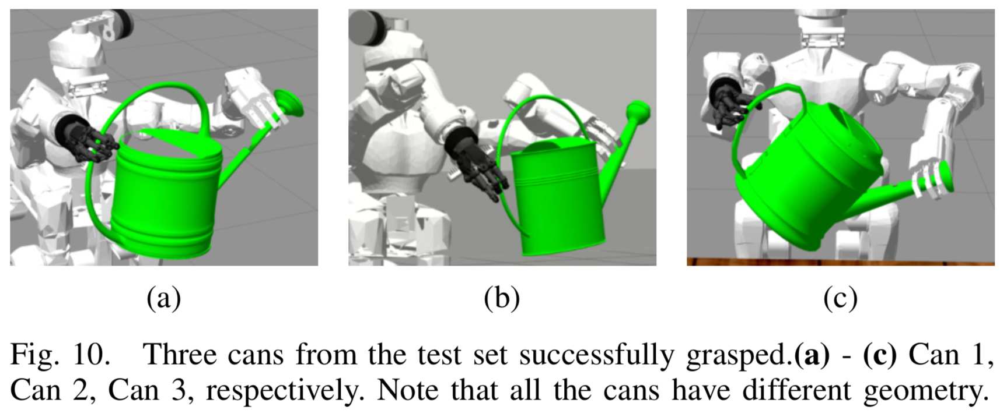 (a) (b) (c)
Fig. 10. Three cans from the test set successfully grasped.(a) - (c) Can 1,
Can 2, Can 3, respectively. Note that all the cans have different geometry.